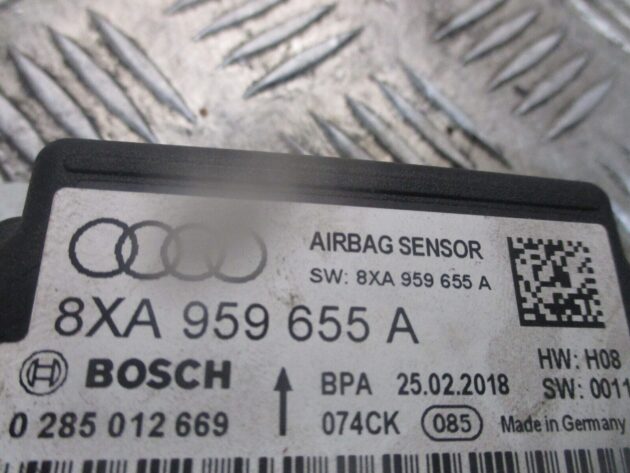 AIRBAG SENSOR
SW: 8XA 959 655 A
8XA 959 655 A
BOSCH
0 285 012 669
BPA 25.02.2018
074CK 085
HW: H08
SW: 0011
Made in Germany